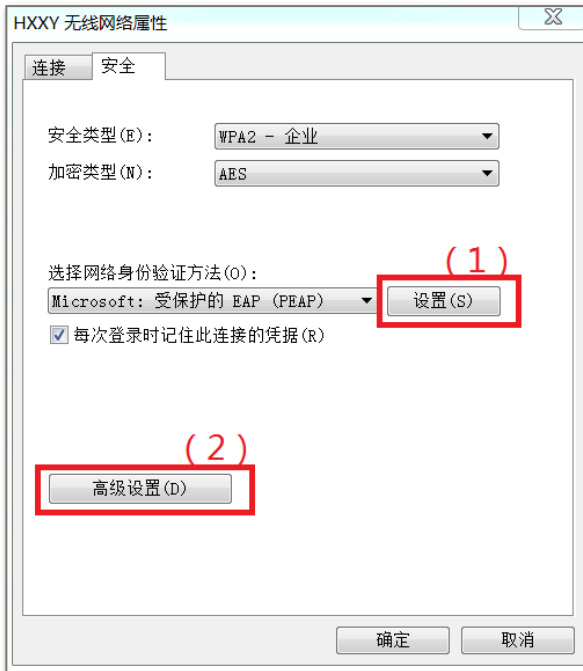 HXXY 无线网络属性
连接 安全
安全类型(E): WPA2 - 企业
加密类型(N): AES
(1)
选择网络身份验证方法(O):
Microsoft: 受保护的 EAP (PEAP) 设置(S)
每次登录时记住此连接的凭据(R)
(2)
高级设置(D)
确定 取消